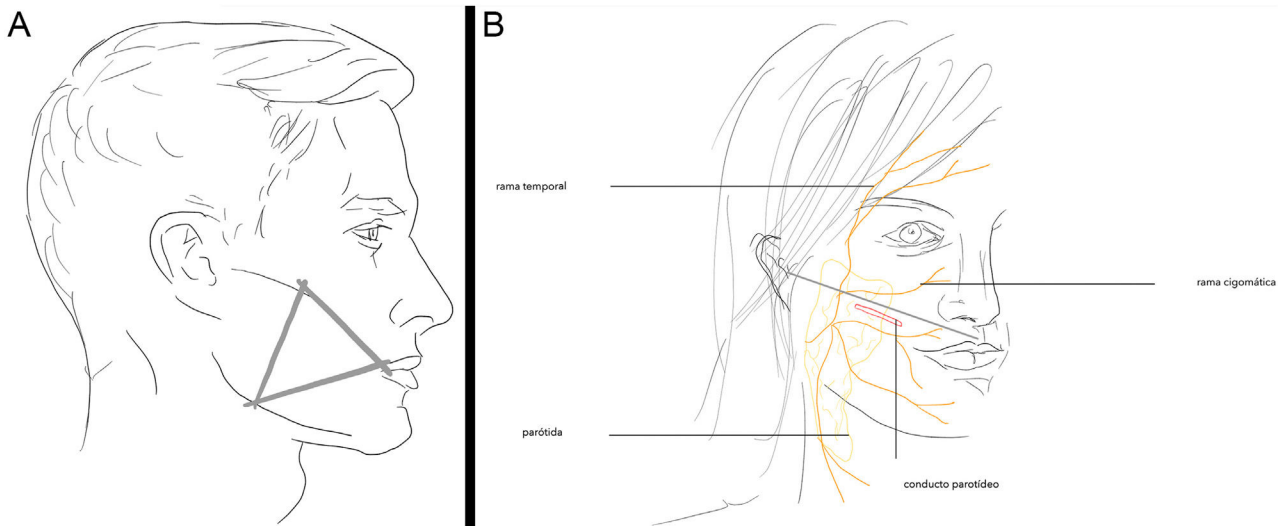 A
B
rama temporal
rama cigomática
parótida
conducto parotídeo